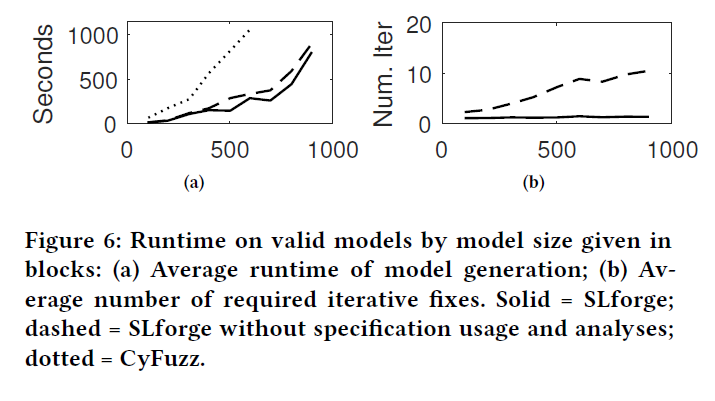 Seconds
1000
500
0
0
500
1000
(a)
Num. Iter
20
10
0
0
500
1000
(b)
Figure 6: Runtime on valid models by model size given in
blocks: (a) Average runtime of model generation; (b) Av-
erage number of required iterative fixes. Solid = SLforge;
dashed = SLforge without specification usage and analyses;
dotted = CyFuzz.